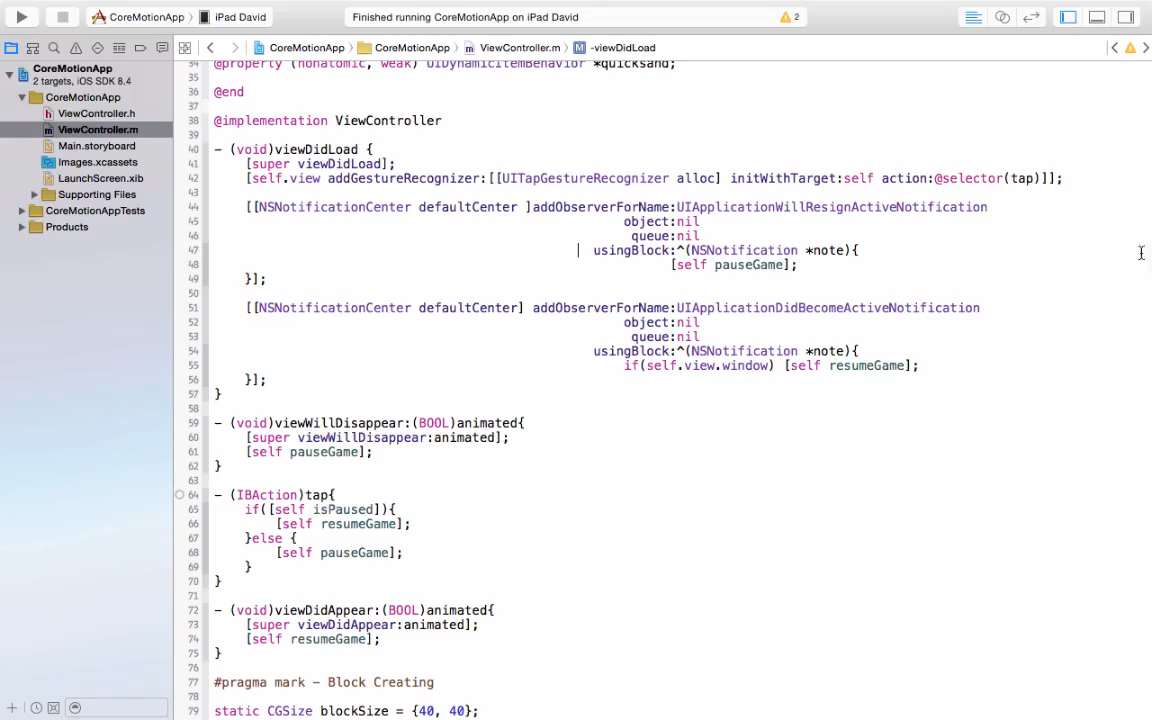 CoreMotionApp iPad David Finished running CoreMotionApp on iPad David 2
CoreMotionApp CoreMotionApp ViewController.m M -viewDidLoad
CoreMotionApp
2 targets, iOS SDK 8.4
CoreMotionApp
h ViewController.h
m ViewController.m
Main.storyboard
Images.xcassets
LaunchScreen.xib
Supporting Files
CoreMotionAppTests
Products
34 @property (nonatomic, weak) UIDynamicItemBehavior *quicksand;
35
36 @end
37
38 @implementation ViewController
39
40 - (void)viewDidLoad {
41 [super viewDidLoad];
42 [self.view addGestureRecognizer:[[UITapGestureRecognizer alloc] initWithTarget:self action:@selector(tap)]];
43
44 [[NSNotificationCenter defaultCenter ]addObserverForName:UIApplicationWillResignActiveNotification
45 object:nil
46 queue:nil
47 usingBlock:^(NSNotification *note){
48 [self pauseGame];
49 }];
50
51 [[NSNotificationCenter defaultCenter] addObserverForName:UIApplicationDidBecomeActiveNotification
52 object:nil
53 queue:nil
54 usingBlock:^(NSNotification *note){
55 if(self.view.window) [self resumeGame];
56 }];
57 }
58
59 - (void)viewWillDisappear:(BOOL)animated{
60 [super viewWillDisappear:animated];
61 [self pauseGame];
62 }
63
64 - (IBAction)tap{
65 if([self isPaused]){
66 [self resumeGame];
67 }else {
68 [self pauseGame];
69 }
70 }
71
72 - (void)viewDidAppear:(BOOL)animated{
73 [super viewDidAppear:animated];
74 [self resumeGame];
75 }
76
77 #pragma mark - Block Creating
78
79 static CGSize blockSize = {40, 40};